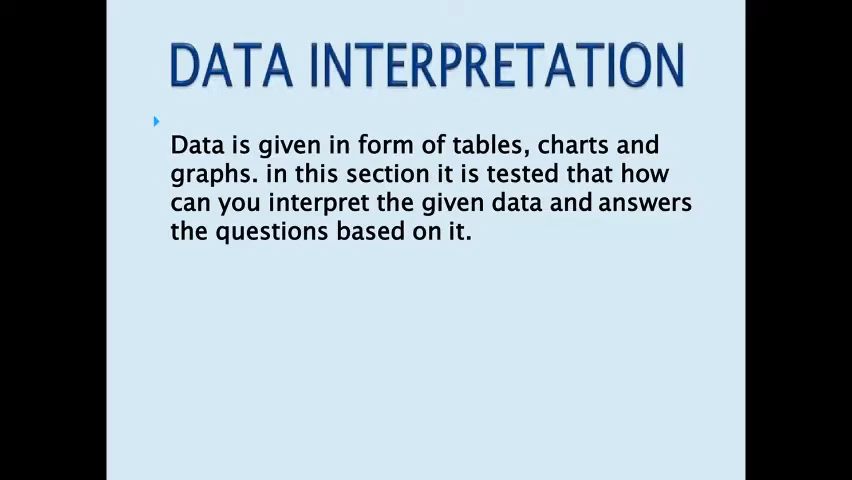 DATA INTERPRETATION
Data is given in form of tables, charts and
graphs. in this section it is tested that how
can you interpret the given data and answers
the questions based on it.